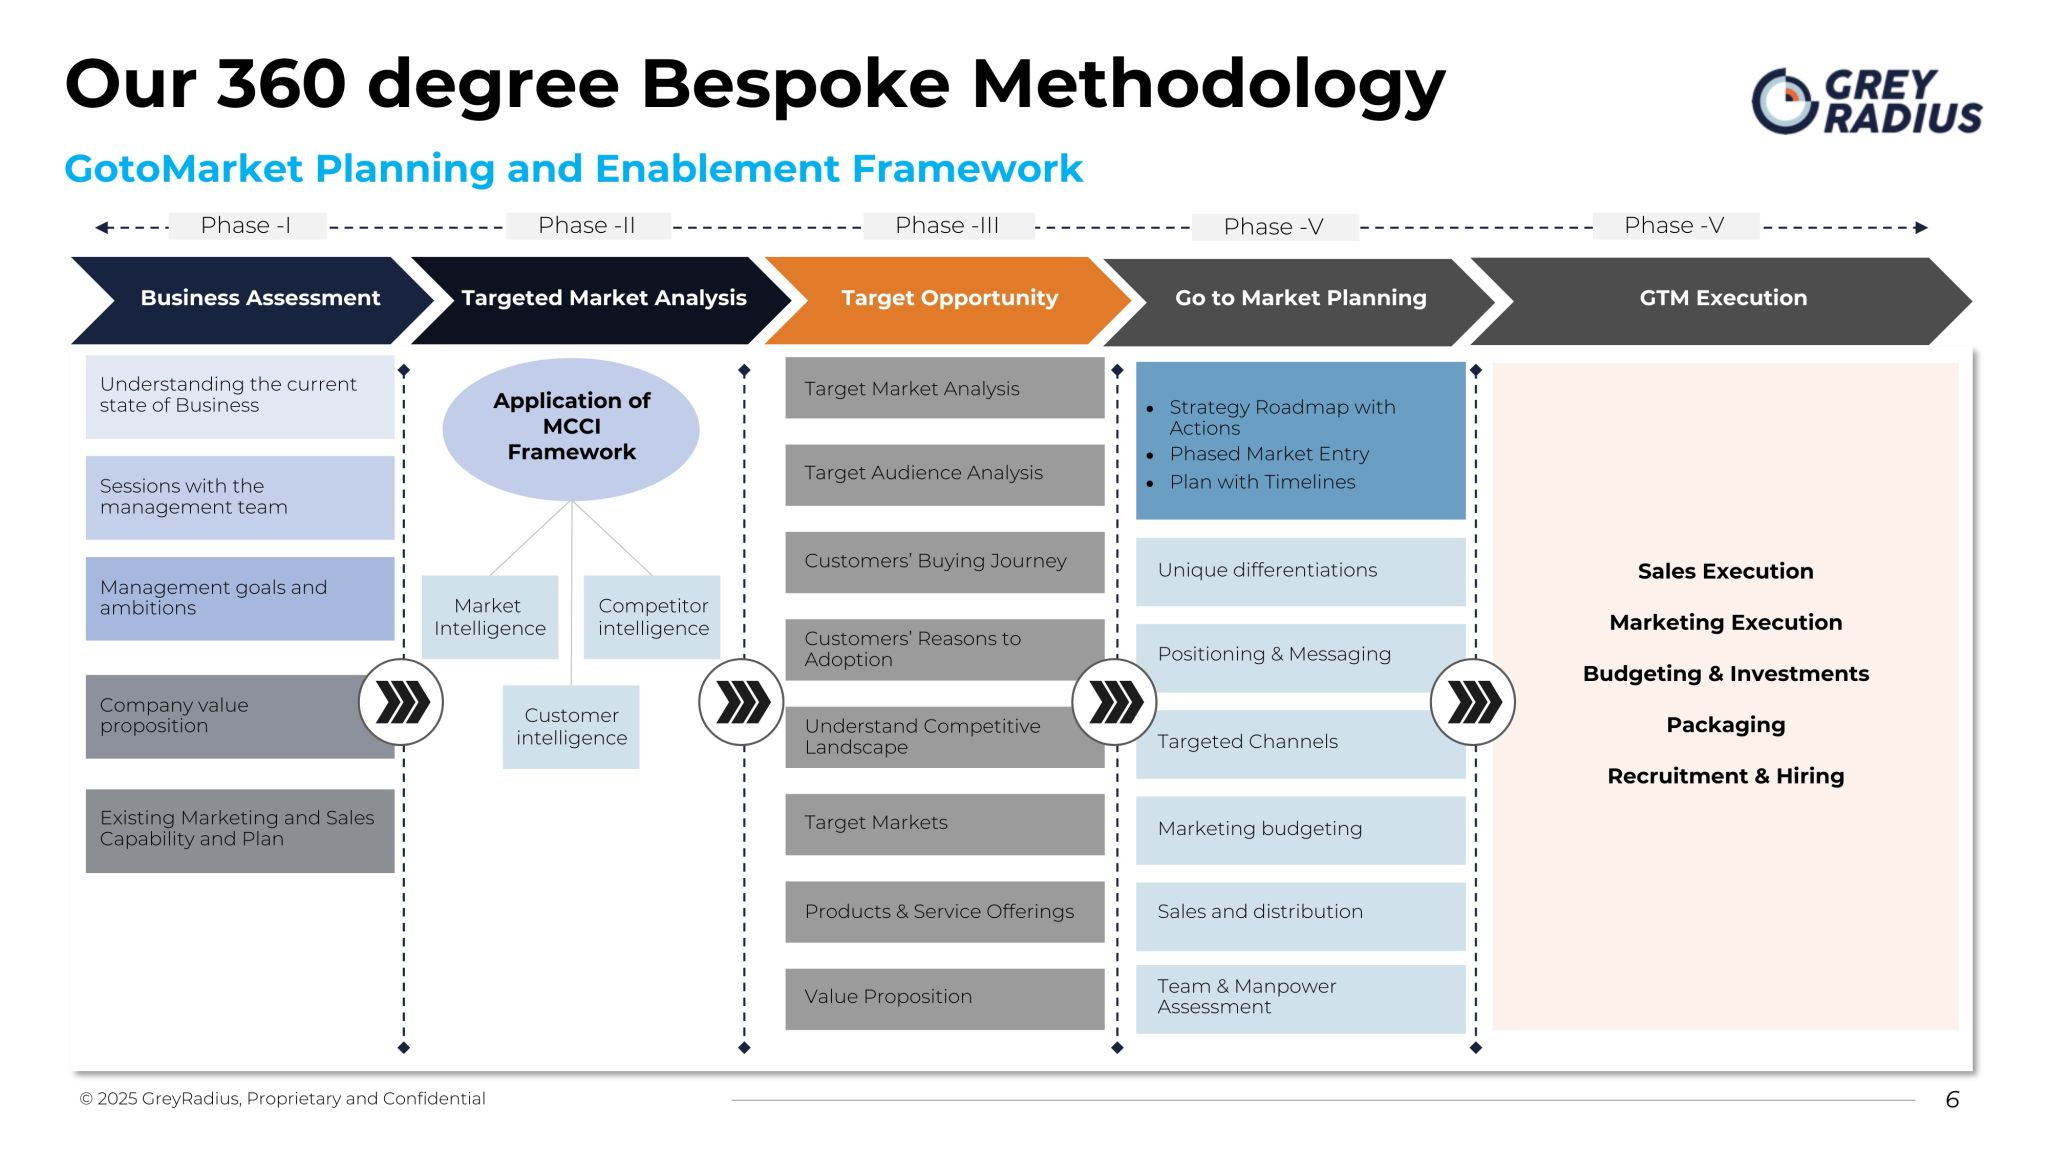 Our 360 degree Bespoke Methodology
GREY
RADIUS
GotoMarket Planning and Enablement Framework
Phase -I
Phase -II
Phase -III
Phase -V
Phase -V
Business Assessment
Targeted Market Analysis
Target Opportunity
Go to Market Planning
GTM Execution
Understanding the current
state of Business
Sessions with the
management team
Management goals and
ambitions
Company value
proposition
Existing Marketing and Sales
Capability and Plan
Application of
MCCI
Framework
Market
Intelligence
Competitor
intelligence
Customer
intelligence
Target Market Analysis
Target Audience Analysis
Customers’ Buying Journey
Customers’ Reasons to
Adoption
Understand Competitive
Landscape
Target Markets
Products & Service Offerings
Value Proposition
• Strategy Roadmap with
Actions
• Phased Market Entry
• Plan with Timelines
Unique differentiations
Positioning & Messaging
Targeted Channels
Marketing budgeting
Sales and distribution
Team & Manpower
Assessment
Sales Execution
Marketing Execution
Budgeting & Investments
Packaging
Recruitment & Hiring
© 2025 GreyRadius, Proprietary and Confidential
6